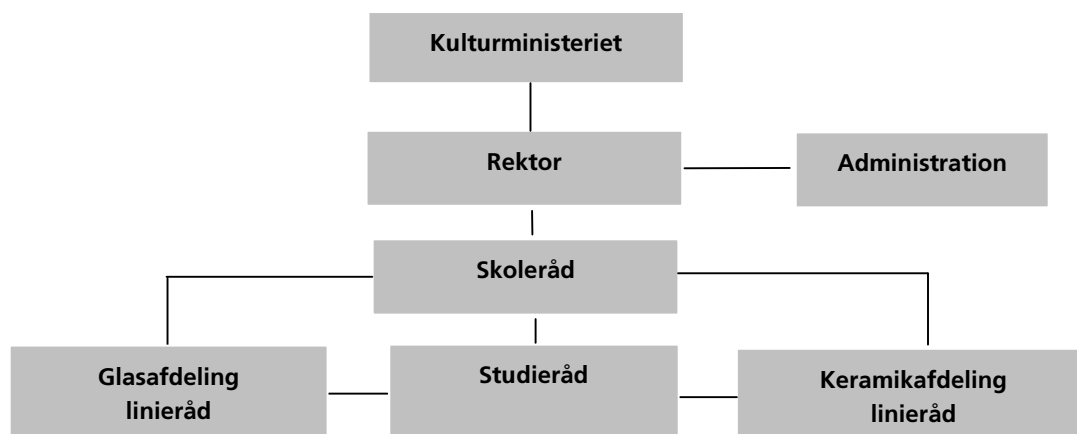 Kulturministeriet
Rektor
Administration
Skoleråd
Glasafdeling
linieråd
Studieråd
Keramikafdeling
linieråd